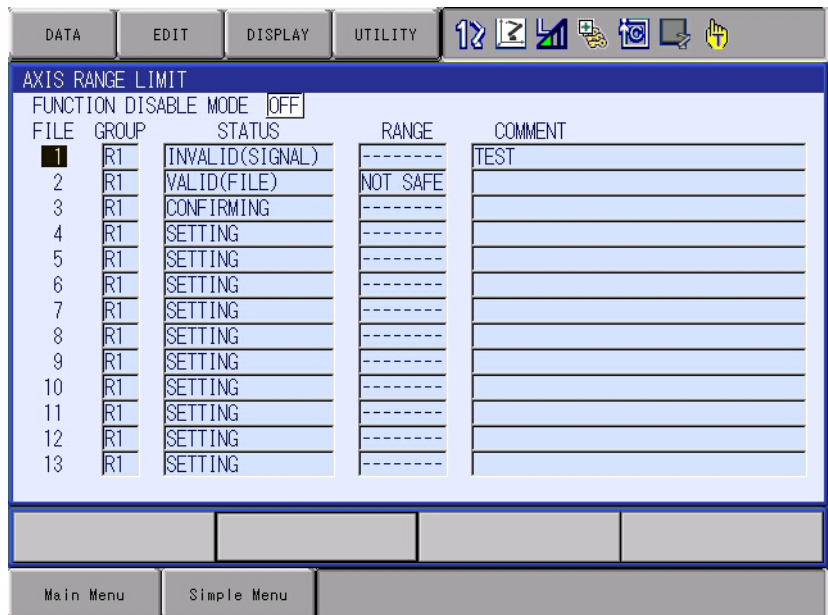 DATA EDIT DISPLAY UTILITY
AXIS RANGE LIMIT
FUNCTION DISABLE MODE OFF
FILE GROUP STATUS RANGE COMMENT
1 R1 INVALID(SIGNAL) -------- TEST
2 R1 VALID(FILE) NOT SAFE
3 R1 CONFIRMING --------
4 R1 SETTING --------
5 R1 SETTING --------
6 R1 SETTING --------
7 R1 SETTING --------
8 R1 SETTING --------
9 R1 SETTING --------
10 R1 SETTING --------
11 R1 SETTING --------
12 R1 SETTING --------
13 R1 SETTING --------
Main Menu Simple Menu